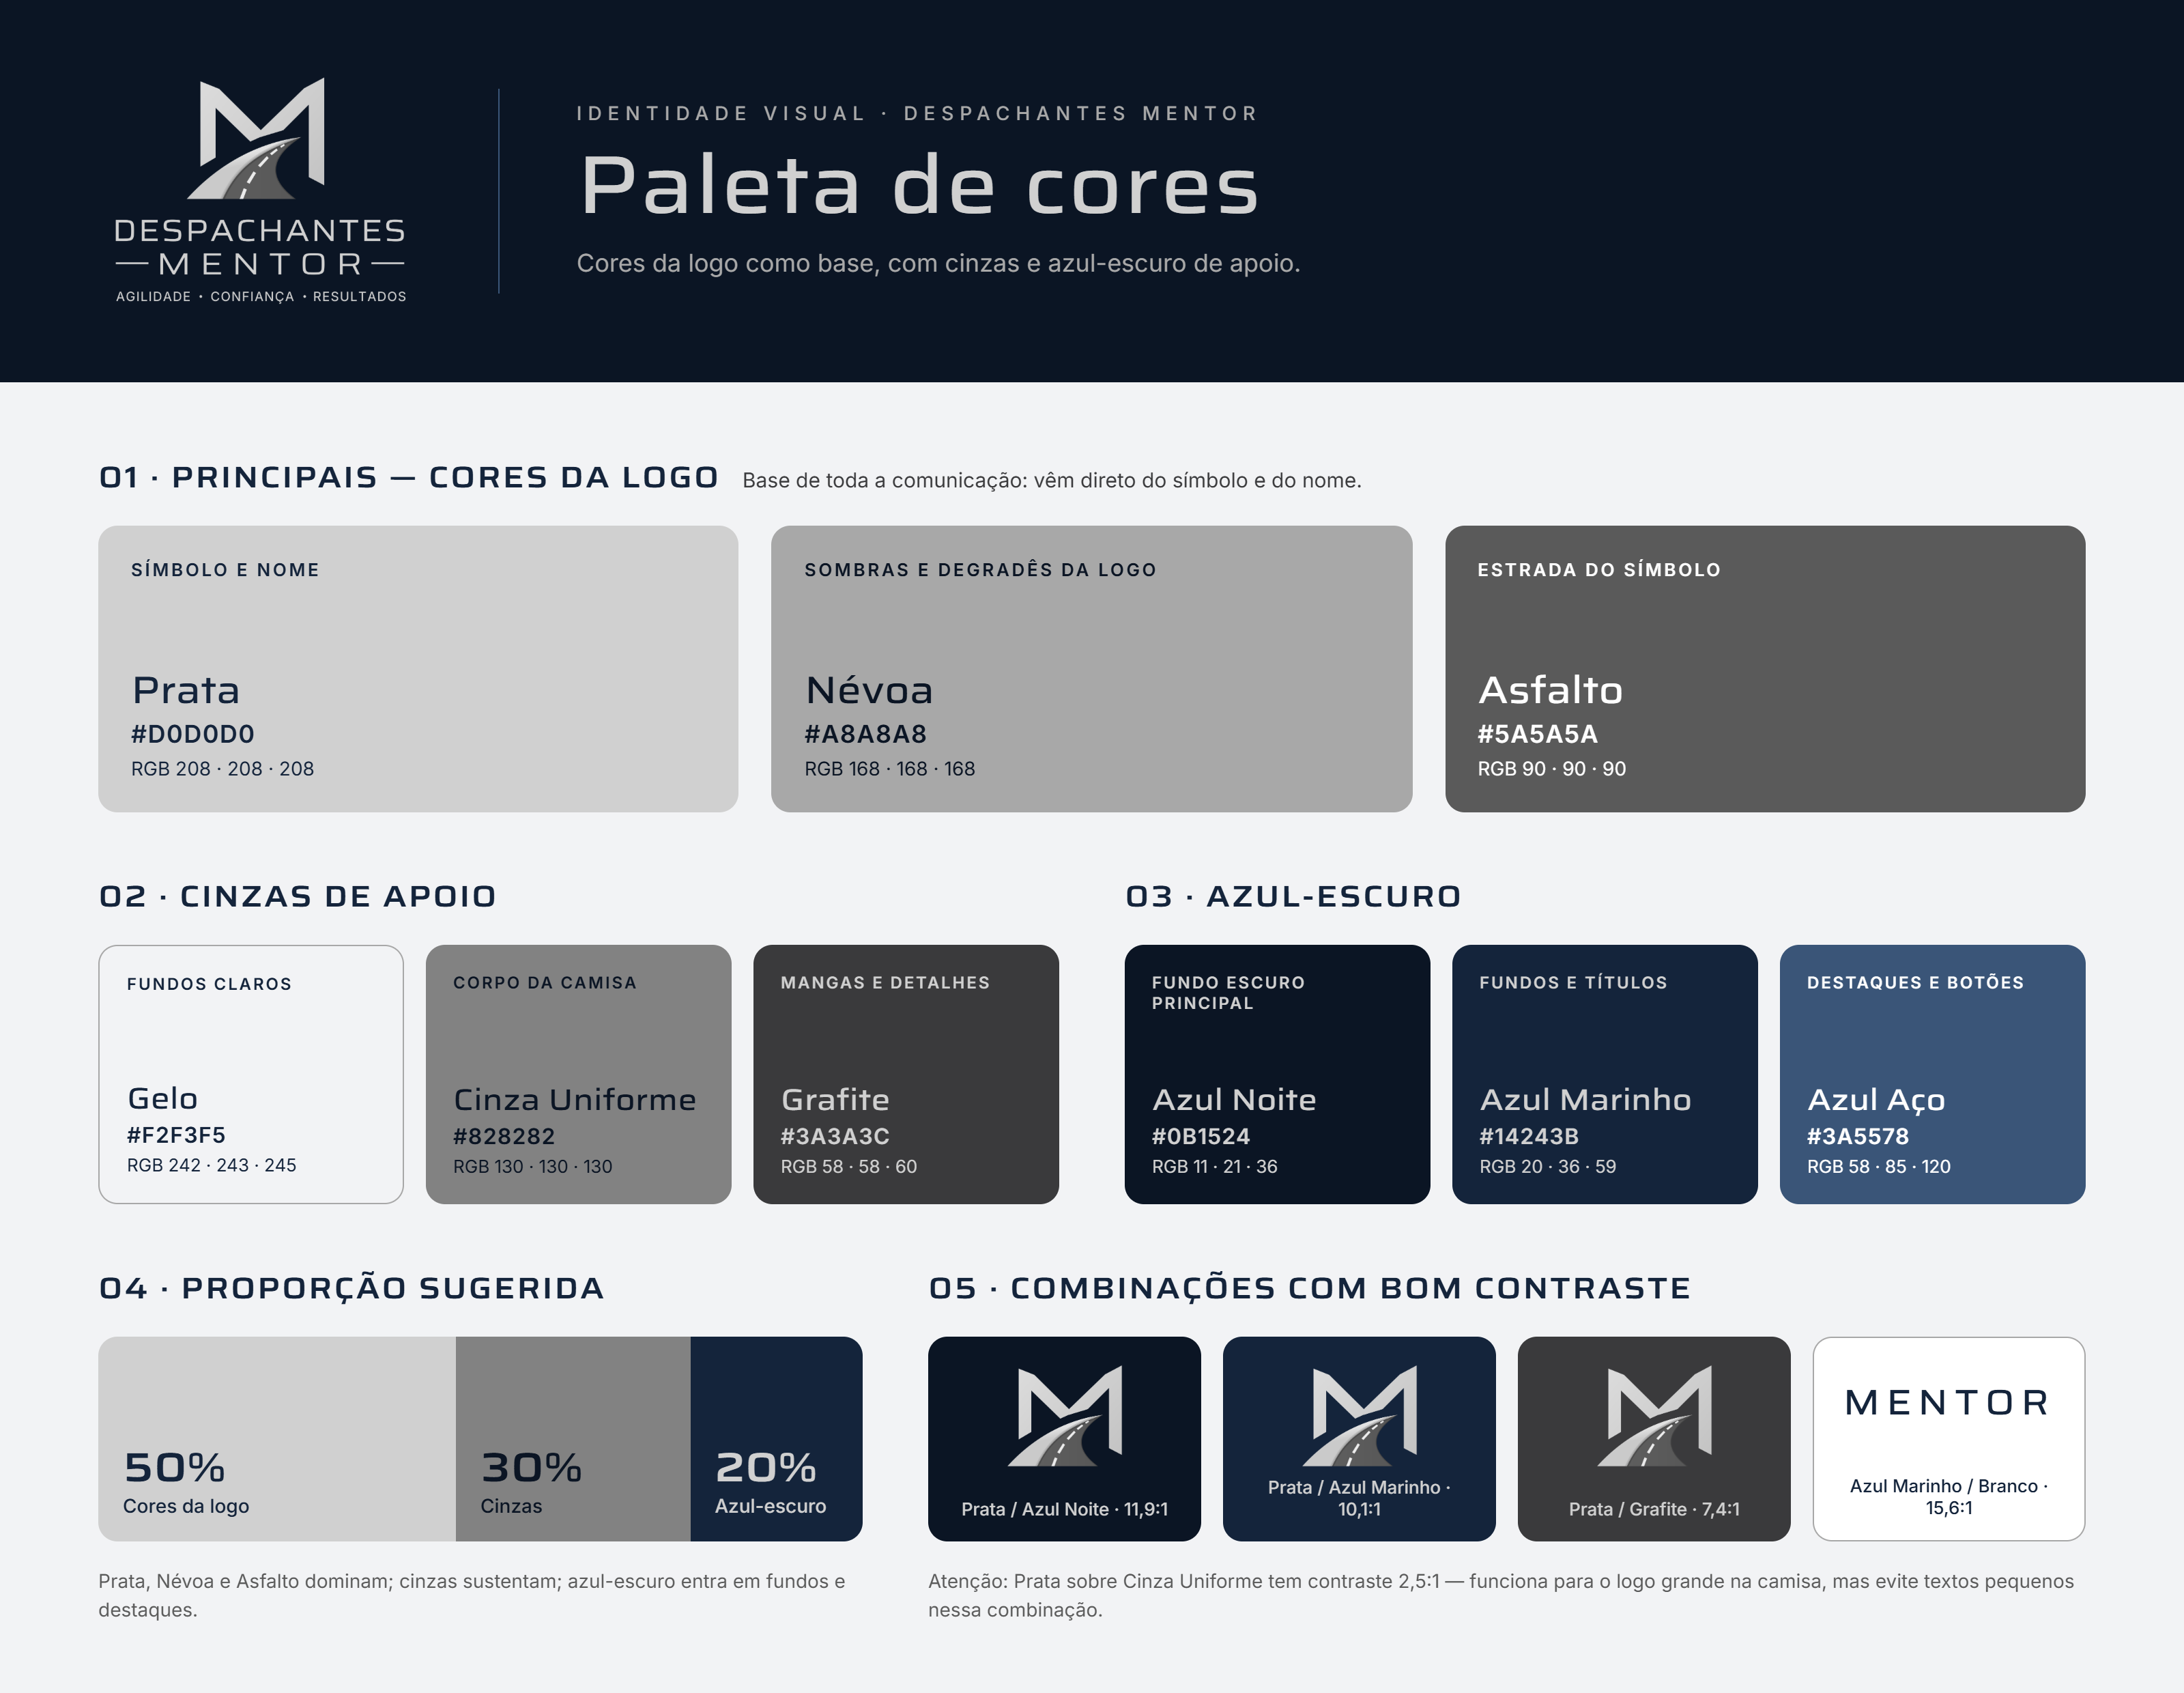 DESPACHANTES
MENTOR
AGILIDADE • CONFIANÇA • RESULTADOS
IDENTIDADE VISUAL · DESPACHANTES MENTOR
Paleta de cores
Cores da logo como base, com cinzas e azul-escuro de apoio.
01 · PRINCIPAIS — CORES DA LOGO
Base de toda a comunicação: vêm direto do símbolo e do nome.
SÍMBOLO E NOME
Prata
#D0D0D0
RGB 208 · 208 · 208
SOMBRAS E DEGRADÊS DA LOGO
Névoa
#A8A8A8
RGB 168 · 168 · 168
ESTRADA DO SÍMBOLO
Asfalto
#5A5A5A
RGB 90 · 90 · 90
02 · CINZAS DE APOIO
FUNDOS CLAROS
Gelo
#F2F3F5
RGB 242 · 243 · 245
CORPO DA CAMISA
Cinza Uniforme
#828282
RGB 130 · 130 · 130
MANGAS E DETALHES
Grafite
#3A3A3C
RGB 58 · 58 · 60
03 · AZUL-ESCURO
FUNDO ESCURO
PRINCIPAL
Azul Noite
#0B1524
RGB 11 · 21 · 36
FUNDOS E TÍTULOS
Azul Marinho
#14243B
RGB 20 · 36 · 59
DESTAQUES E BOTÕES
Azul Aço
#3A5578
RGB 58 · 85 · 120
04 · PROPORÇÃO SUGERIDA
50%
Cores da logo
30%
Cinzas
20%
Azul-escuro
Prata, Névoa e Asfalto dominam; cinzas sustentam; azul-escuro entra em fundos e
destaques.
05 · COMBINAÇÕES COM BOM CONTRASTE
Prata / Azul Noite · 11,9:1
Prata / Azul Marinho ·
10,1:1
Prata / Grafite · 7,4:1
MENTOR
Azul Marinho / Branco ·
15,6:1
Atenção: Prata sobre Cinza Uniforme tem contraste 2,5:1 — funciona para o logo grande na camisa, mas evite textos pequenos
nessa combinação.